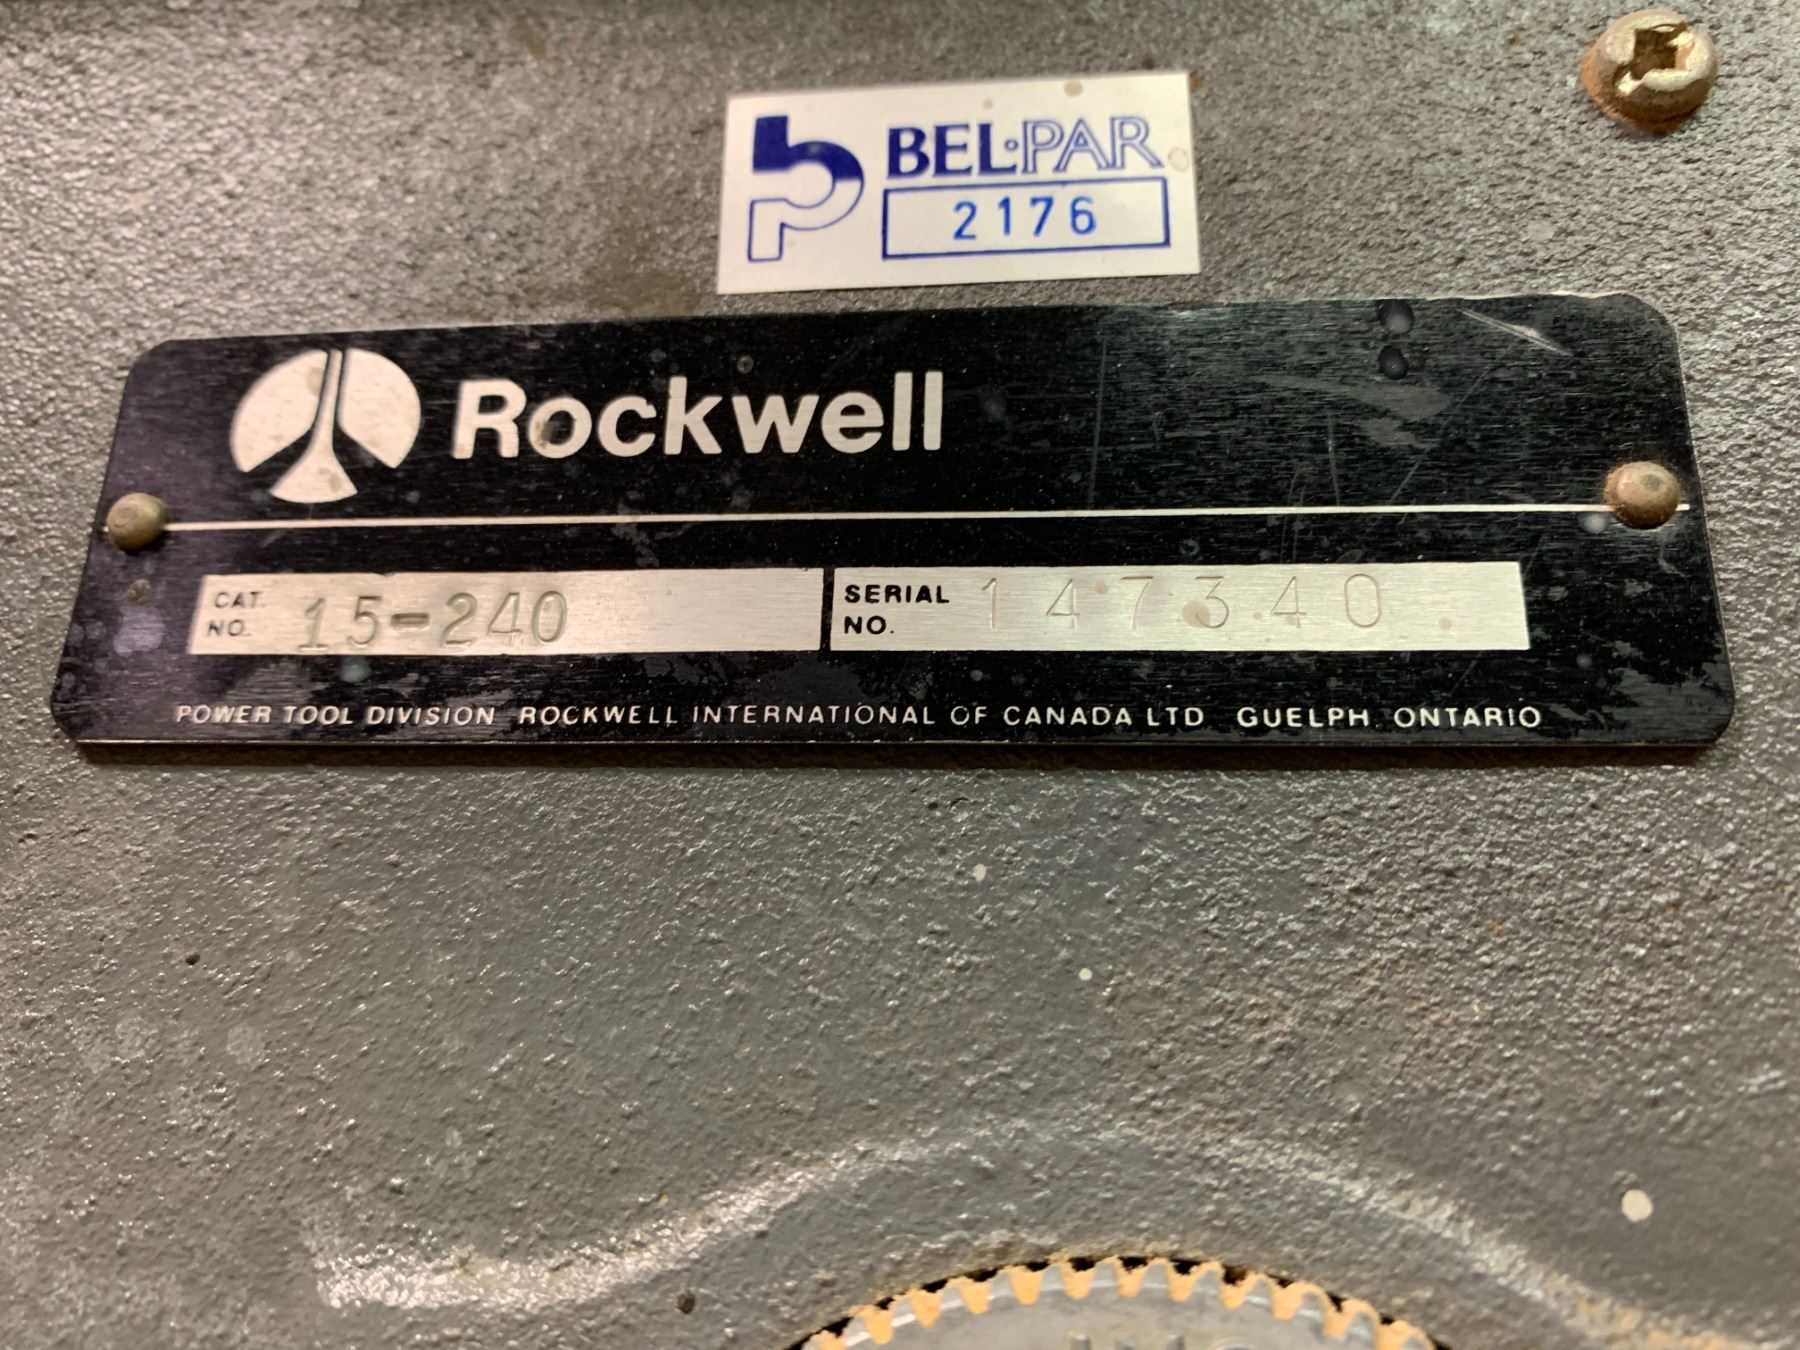 BEL·PAR
2176
Rockwell
CAT. NO. 15-240
SERIAL NO. 147340
POWER TOOL DIVISION ROCKWELL INTERNATIONAL OF CANADA LTD GUELPH, ONTARIO